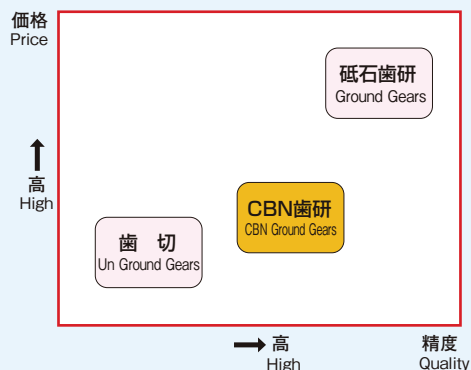 価格
Price
砥石歯研
Ground Gears
高
High
CBN歯研
CBN Ground Gears
歯 切
Un Ground Gears
高
High
精度
Quality